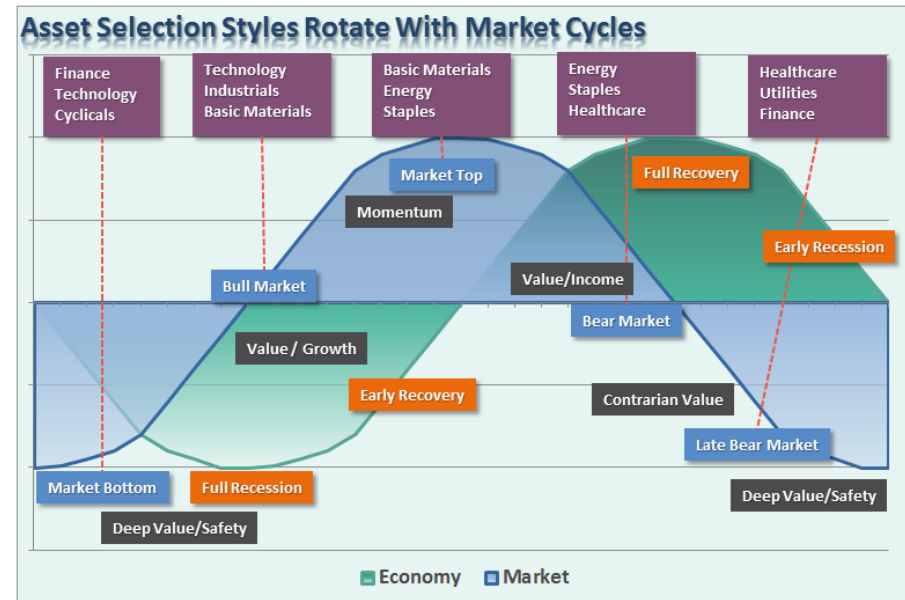 Asset Selection Styles Rotate With Market Cycles
Finance
Technology
Cyclicals
Technology
Industrials
Basic Materials
Basic Materials
Energy
Staples
Energy
Staples
Healthcare
Healthcare
Utilities
Finance
Market Top
Full Recovery
Momentum
Early Recession
Bull Market
Value/Income
Bear Market
Value / Growth
Early Recovery
Contrarian Value
Late Bear Market
Market Bottom
Full Recession
Deep Value/Safety
Deep Value/Safety
Economy
Market